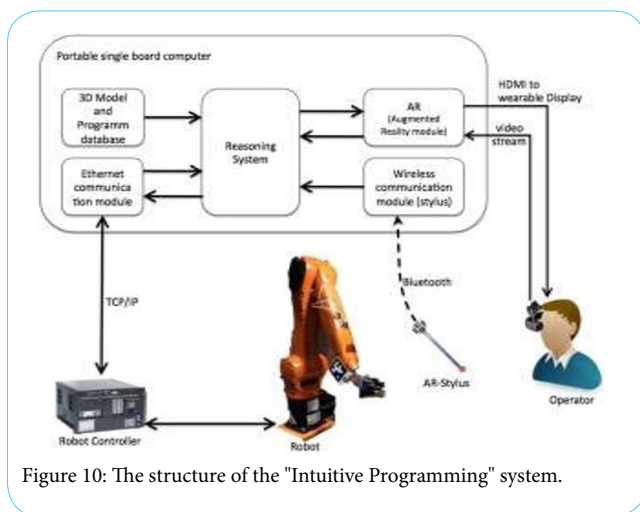 Portable single board computer
3D Model
and
Programm
database
Reasoning
System
AR
(Augmented
Reality module)
HDMI to
wearable Display
video
stream
Ethernet
communica
tion module
Wireless
communication
module (stylus)
TCP/IP
Bluetooth
AR-Stylus
Operator
Robot Controller
Robot
Figure 10: The structure of the "Intuitive Programming" system.